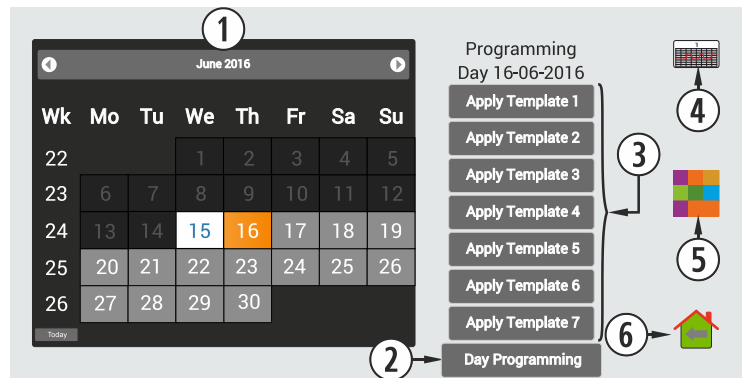 1
June 2016
Wk Mo Tu We Th Fr Sa Su
22 1 2 3 4 5
23 6 7 8 9 10 11 12
24 13 14 15 16 17 18 19
25 20 21 22 23 24 25 26
26 27 28 29 30
Today
Programming
Day 16-06-2016
Apply Template 1
Apply Template 2
Apply Template 3
Apply Template 4
Apply Template 5
Apply Template 6
Apply Template 7
Day Programming
2
3
1
4
5
6